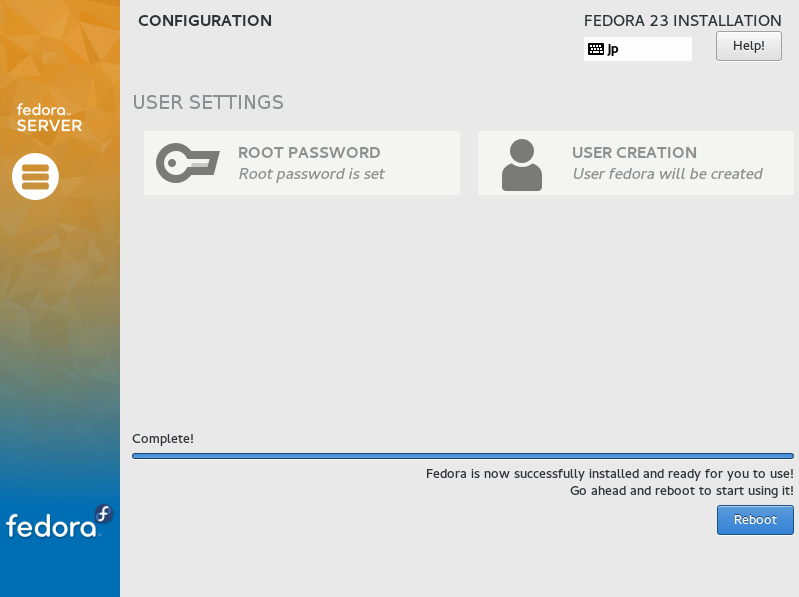 CONFIGURATION
FEDORA 23 INSTALLATION
jp
Help!
fedora
SERVER
USER SETTINGS
ROOT PASSWORD
Root password is set
USER CREATION
User fedora will be created
Complete!
Fedora is now successfully installed and ready for you to use!
Go ahead and reboot to start using it!
Reboot
fedora